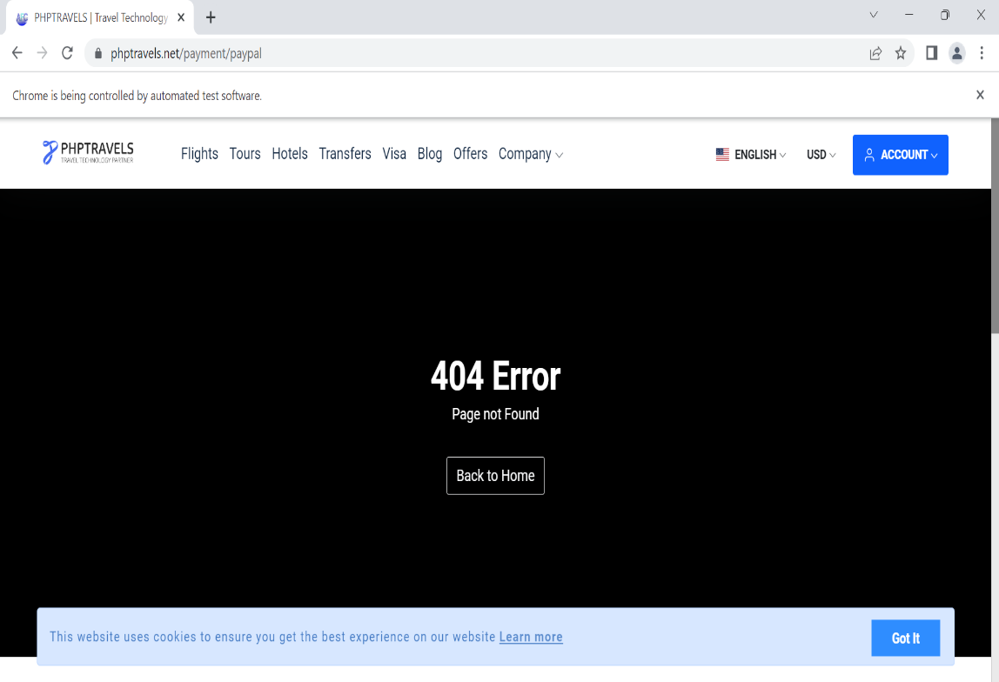 PHPTRAVELS | Travel Technology
phptravels.net/payment/paypal
Chrome is being controlled by automated test software.
PHPTRAVELS
TRAVEL TECHNOLOGY PARTNER
Flights Tours Hotels Transfers Visa Blog Offers Company
ENGLISH USD ACCOUNT
404 Error
Page not Found
Back to Home
This website uses cookies to ensure you get the best experience on our website Learn more
Got It